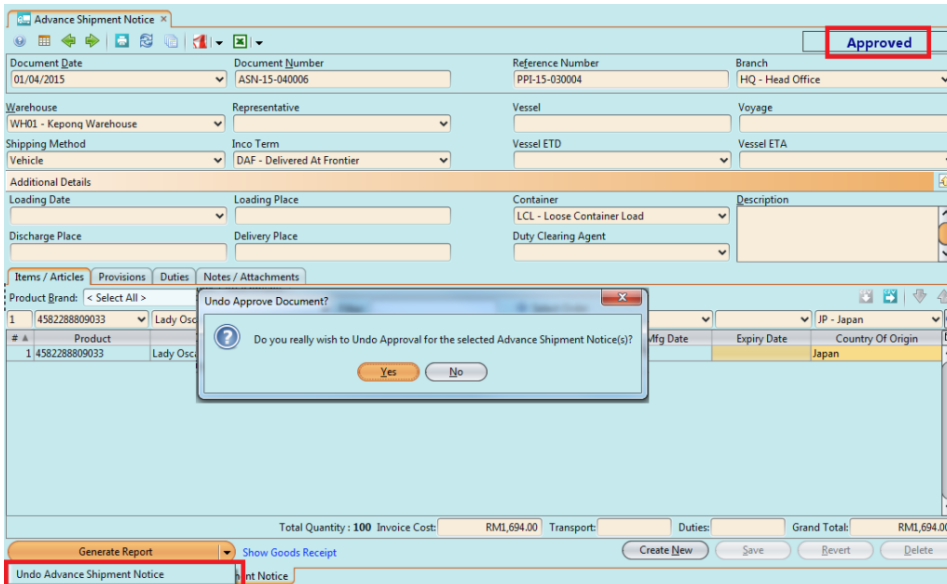 Advance Shipment Notice
Approved
Document Date Document Number Reference Number Branch
01/04/2015 ASN-15-040006 PPI-15-030004 HQ - Head Office
Warehouse Representative Vessel Voyage
WH01 - Kepong Warehouse
Shipping Method Inco Term Vessel ETD Vessel ETA
Vehicle DAF - Delivered At Frontier
Additional Details
Loading Date Loading Place Container Description
LCL - Loose Container Load
Discharge Place Delivery Place Duty Clearing Agent
Items / Articles Provisions Duties Notes / Attachments
Product Brand: < Select All >
Undo Approve Document?
1 4582288809033 Lady Osc JP - Japan
Do you really wish to Undo Approval for the selected Advance Shipment Notice(s)?
# Product Mfg Date Expiry Date Country Of Origin
1 4582288809033 Lady Osca Japan
Yes No
Total Quantity : 100 Invoice Cost: RM1,694.00 Transport: Duties: Grand Total: RM1,694.00
Generate Report Show Goods Receipt Create New Save Revert Delete
Undo Advance Shipment Notice ent Notice